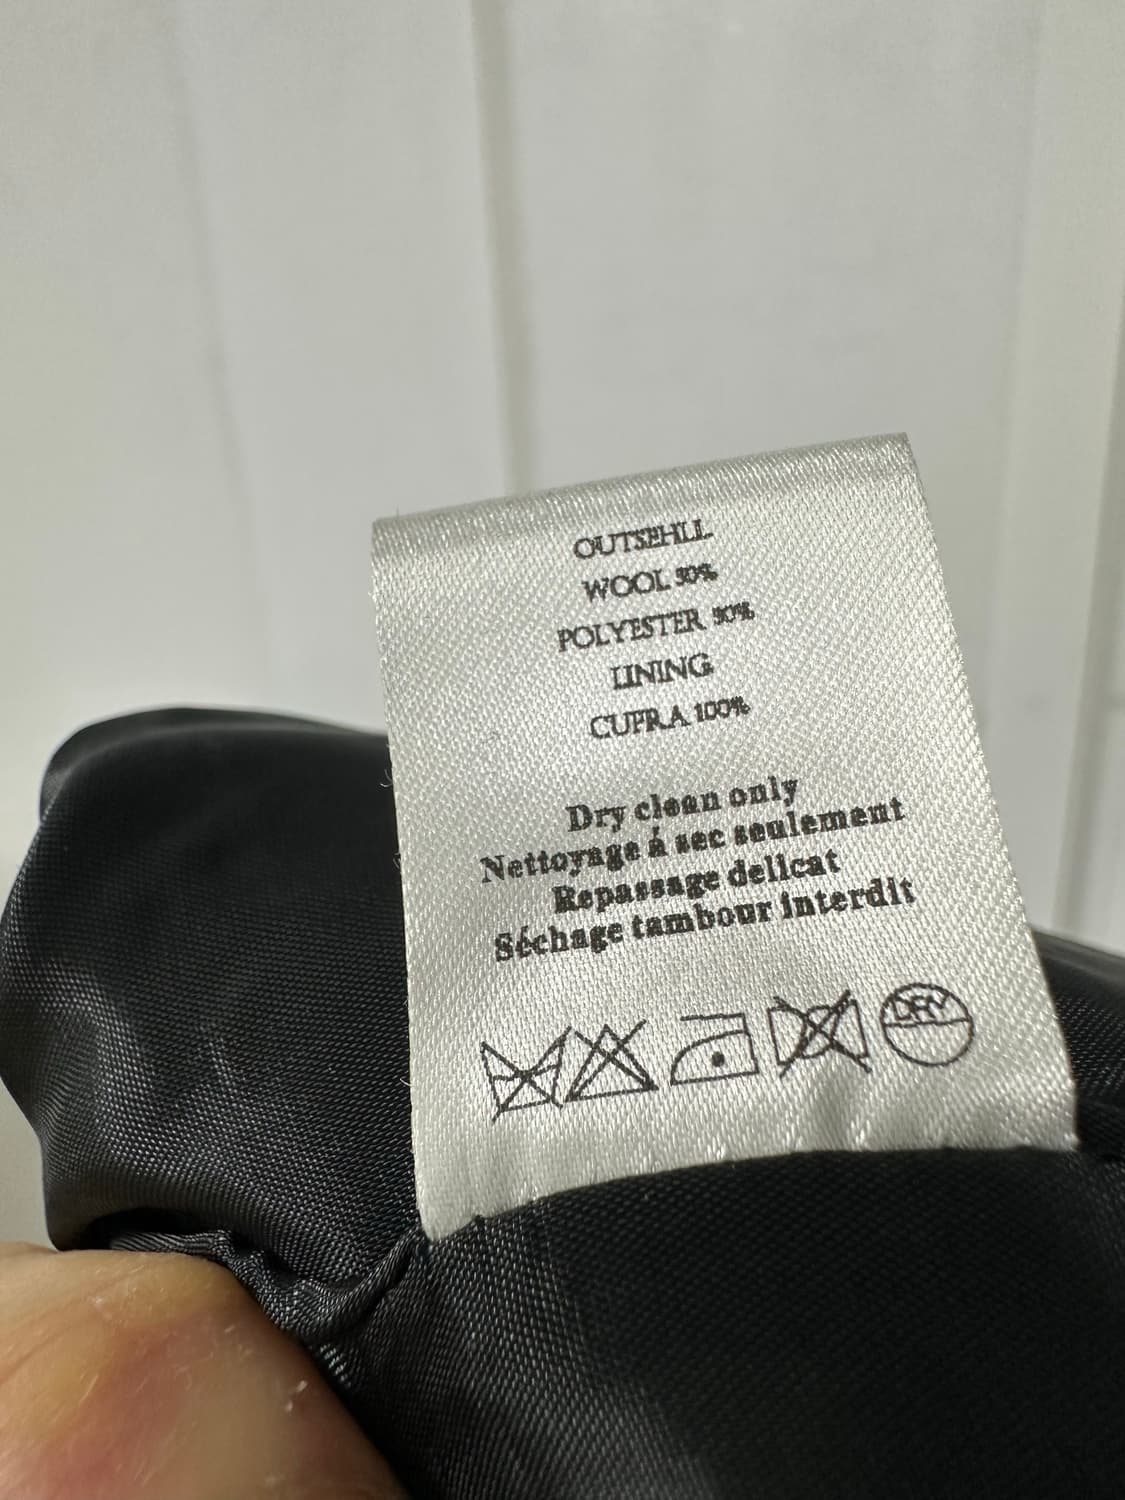 OUTSEHLL
WOOL 50%
POLYESTER 50%
LINING
CUPRA 100%
Dry clean only
Nettoyage á sec seulement
Repassage delicat
Séchage tambour interdit
DRY